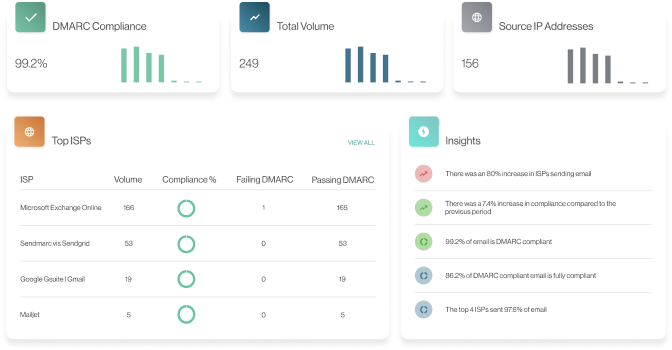 DMARC Compliance
99.2%
Total Volume
249
Source IP Addresses
156
Top ISPs
VIEW ALL
ISP Volume Compliance % Failing DMARC Passing DMARC
Microsoft Exchange Online 166 1 165
Sendmarc vis Sendgrid 53 0 53
Google Gsuite | Gmail 19 0 19
Mailjet 5 0 5
Insights
There was an 80% increase in ISPs sending email
There was a 7.4% increase in compliance compared to the
previous period
99.2% of email is DMARC compliant
86.2% of DMARC compliant email is fully compliant
The top 4 ISPs sent 97.6% of email